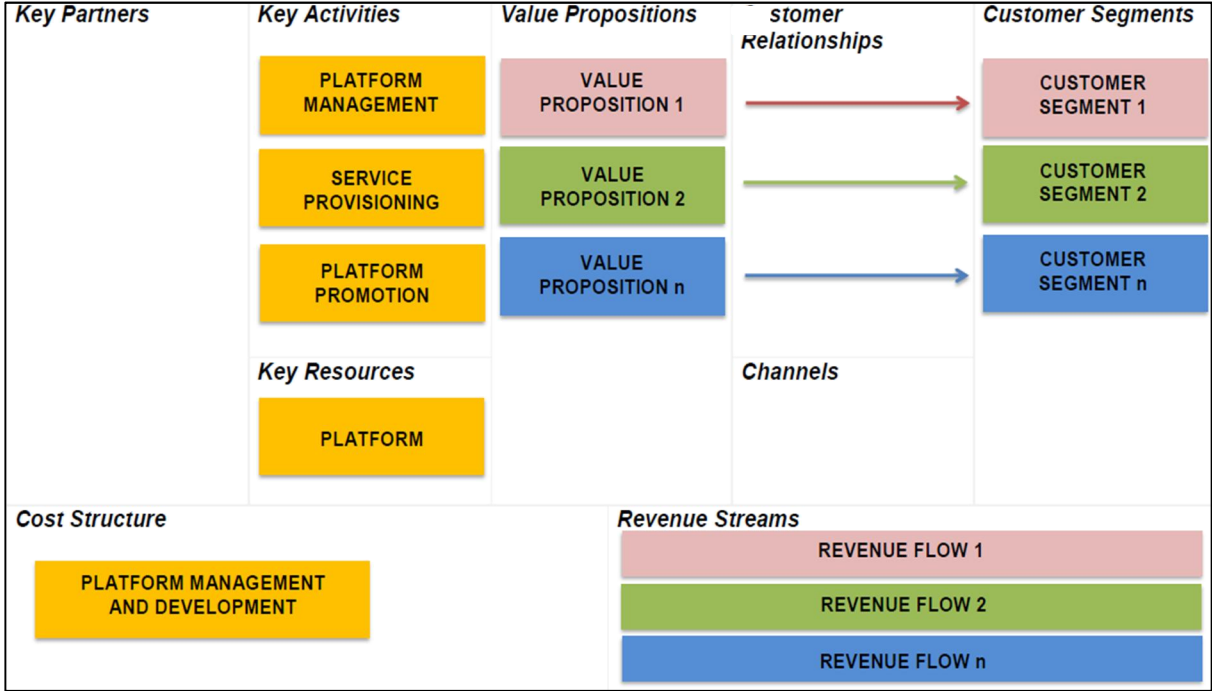 Key Partners
Key Activities
PLATFORM
MANAGEMENT
SERVICE
PROVISIONING
PLATFORM
PROMOTION
Key Resources
PLATFORM
Value Propositions
VALUE
PROPOSITION 1
VALUE
PROPOSITION 2
VALUE
PROPOSITION n
stomer
Relationships
Channels
Customer Segments
CUSTOMER
SEGMENT 1
CUSTOMER
SEGMENT 2
CUSTOMER
SEGMENT n
Cost Structure
PLATFORM MANAGEMENT
AND DEVELOPMENT
Revenue Streams
REVENUE FLOW 1
REVENUE FLOW 2
REVENUE FLOW n